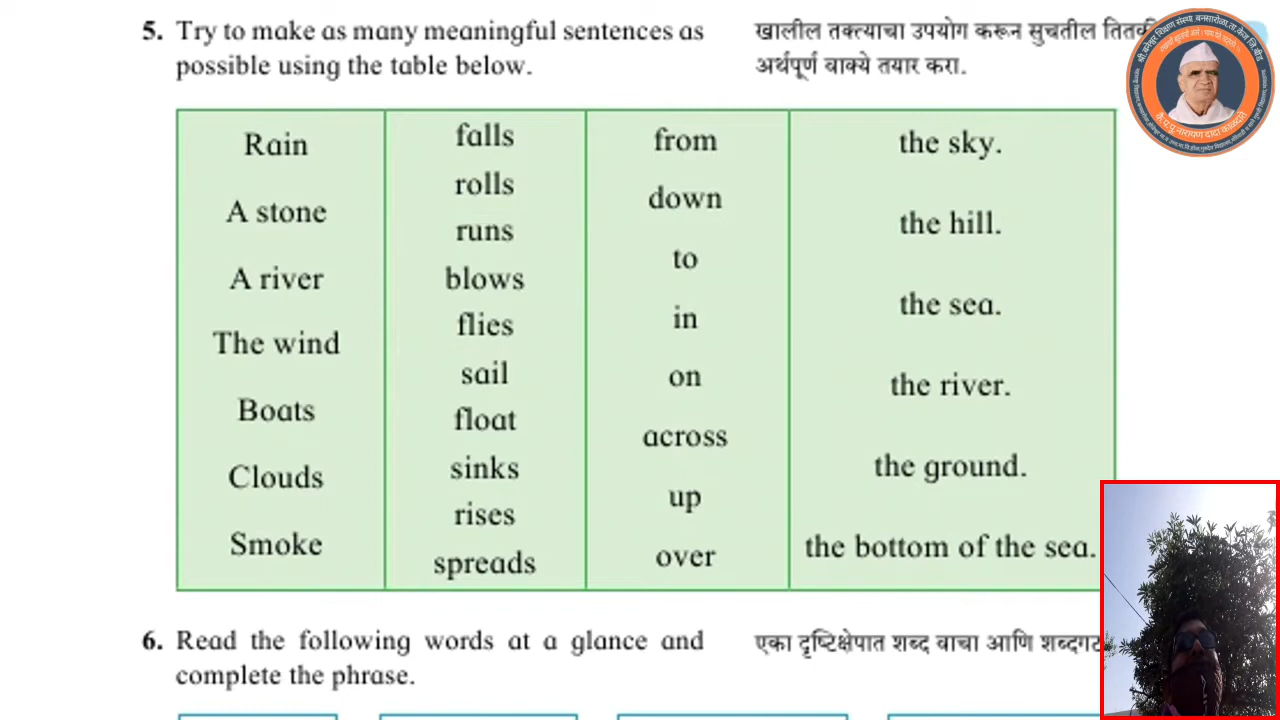 5. Try to make as many meaningful sentences as
possible using the table below.
खालील तक्त्याचा उपयोग करून सुचतील
अर्थपूर्ण वाक्ये तयार करा.
Rain
A stone
A river
The wind
Boats
Clouds
Smoke
falls
rolls
runs
blows
flies
sail
float
sinks
rises
spreads
from
down
to
in
on
across
up
over
the sky.
the hill.
the sea.
the river.
the ground.
the bottom of the sea.
6. Read the following words at a glance and
complete the phrase.
एका दृष्टिक्षेपात शब्द वाचा आणि